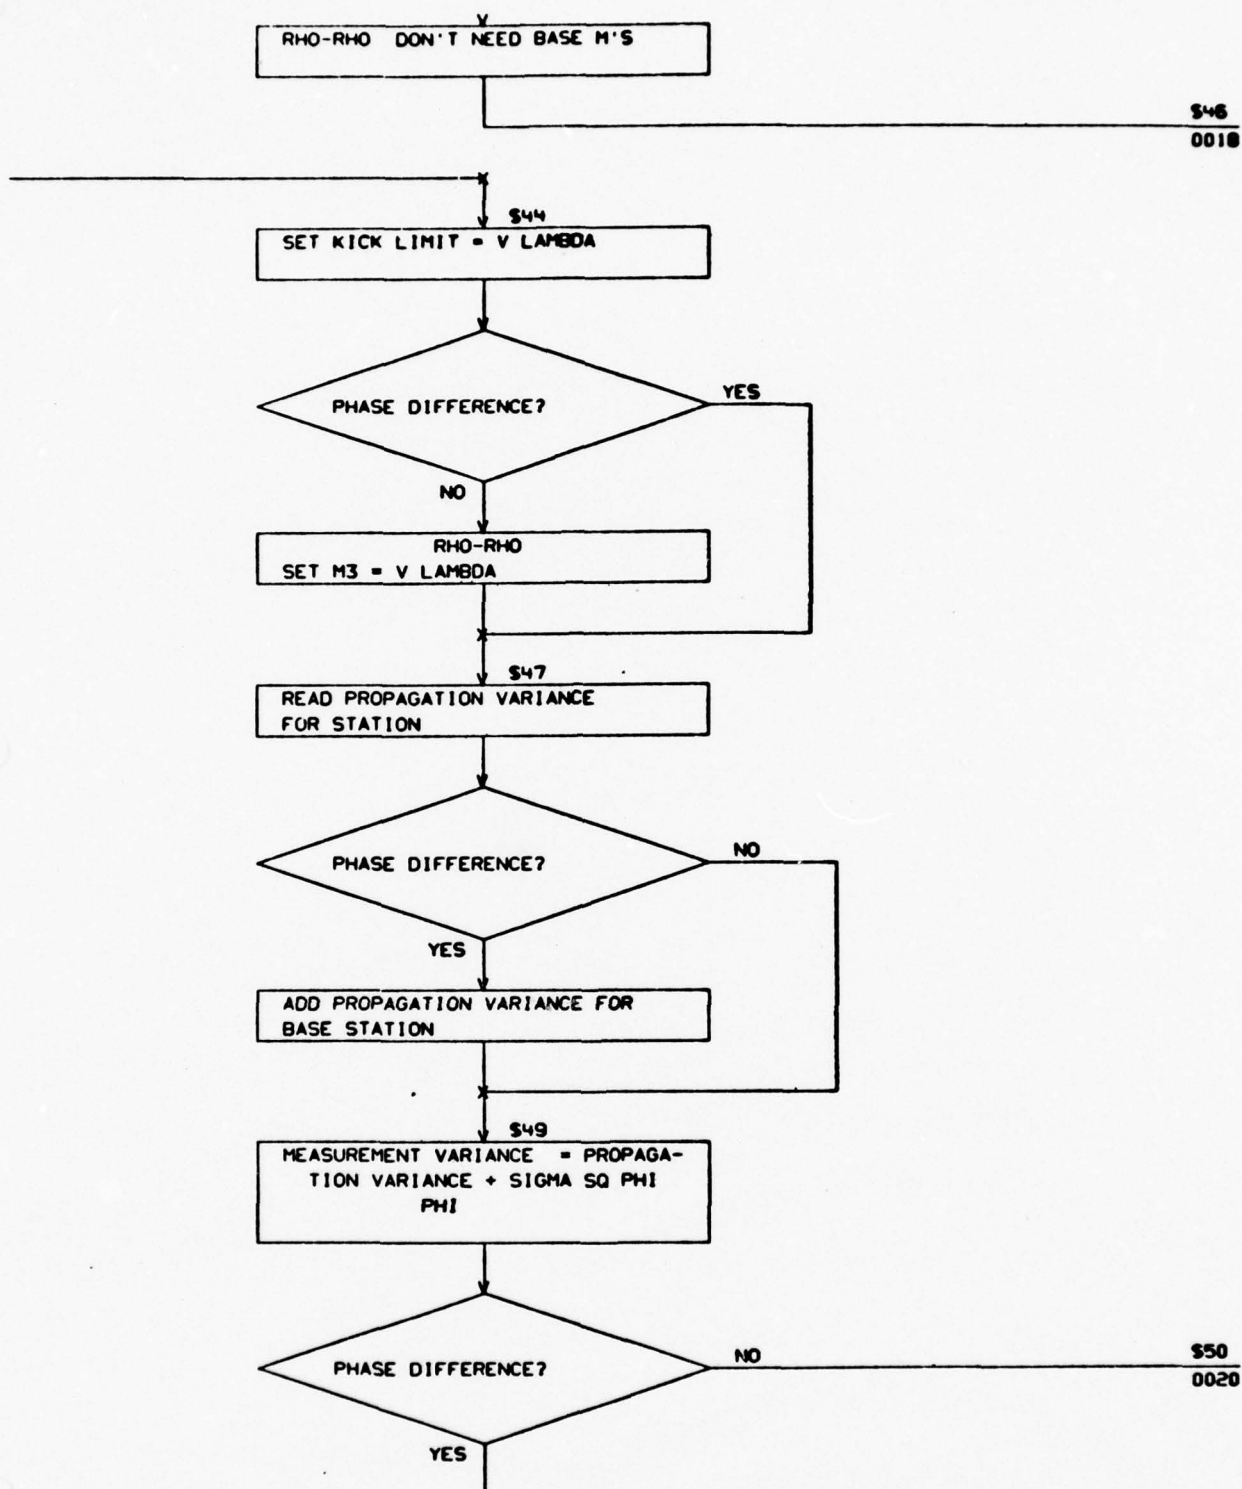 RHO-RHO DON'T NEED BASE M'S
$46
0018
$44
SET KICK LIMIT = V LAMBDA
PHASE DIFFERENCE?
YES
NO
RHO-RHO
SET M3 = V LAMBDA
$47
READ PROPAGATION VARIANCE
FOR STATION
PHASE DIFFERENCE?
NO
YES
ADD PROPAGATION VARIANCE FOR
BASE STATION
$49
MEASUREMENT VARIANCE = PROPAGA-
TION VARIANCE + SIGMA SQ PHI
PHI
PHASE DIFFERENCE?
NO
$50
0020
YES